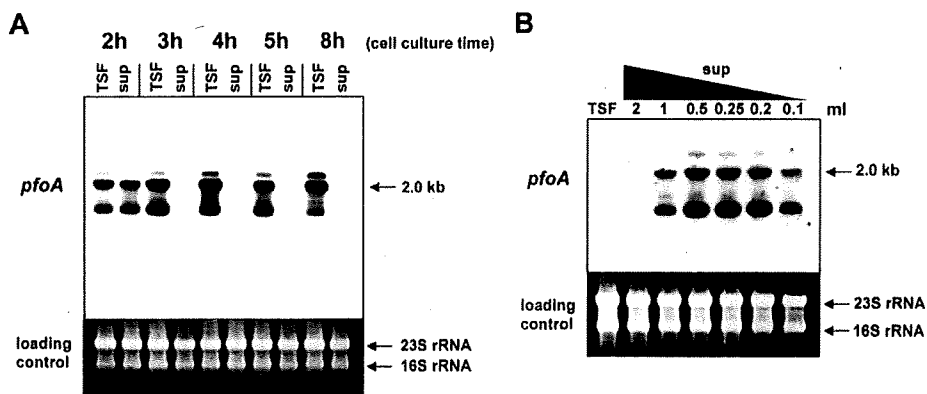 A
2h 3h 4h 5h 8h (cell culture time)
TSF sup TSF sup TSF sup TSF sup TSF sup
pfoA
2.0 kb
loading control
23S rRNA
16S rRNA
B
sup
TSF 2 1 0.5 0.25 0.2 0.1 ml
pfoA
2.0 kb
loading control
23S rRNA
16S rRNA